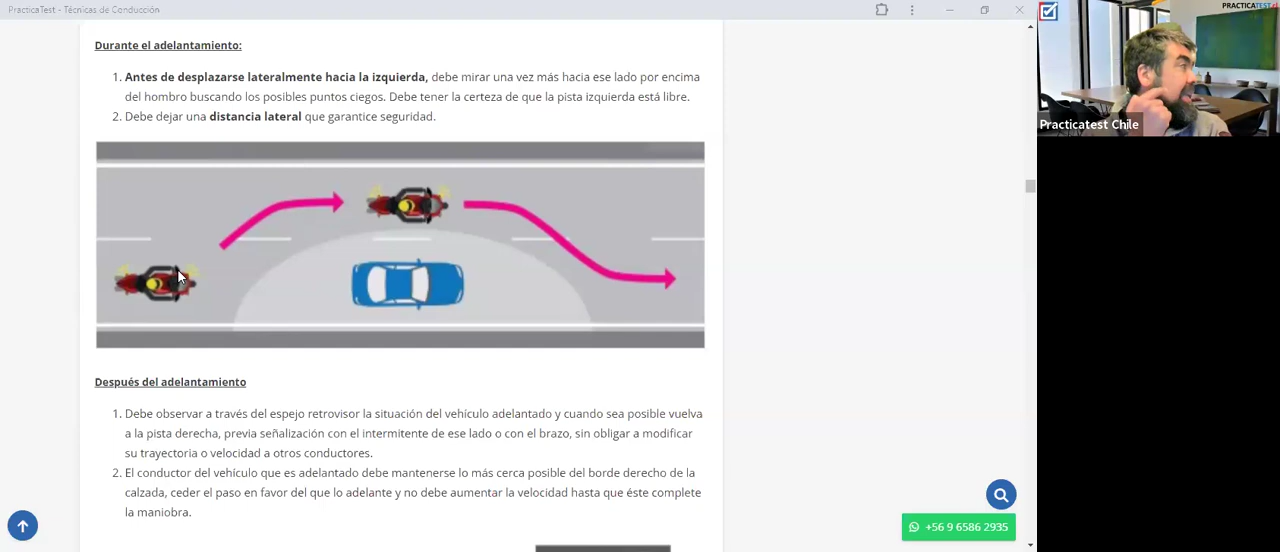 PracticaTest - Técnicas de Conducción
PRACTICATEST.cl
Practicatest Chile
Durante el adelantamiento:
1. Antes de desplazarse lateralmente hacia la izquierda, debe mirar una vez más hacia ese lado por encima
del hombro buscando los posibles puntos ciegos. Debe tener la certeza de que la pista izquierda está libre.
2. Debe dejar una distancia lateral que garantice seguridad.
Después del adelantamiento
1. Debe observar a través del espejo retrovisor la situación del vehículo adelantado y cuando sea posible vuelva
a la pista derecha, previa señalización con el intermitente de ese lado o con el brazo, sin obligar a modificar
su trayectoria o velocidad a otros conductores.
2. El conductor del vehículo que es adelantado debe mantenerse lo más cerca posible del borde derecho de la
calzada, ceder el paso en favor del que lo adelante y no debe aumentar la velocidad hasta que éste complete
la maniobra.
+56 9 6586 2935